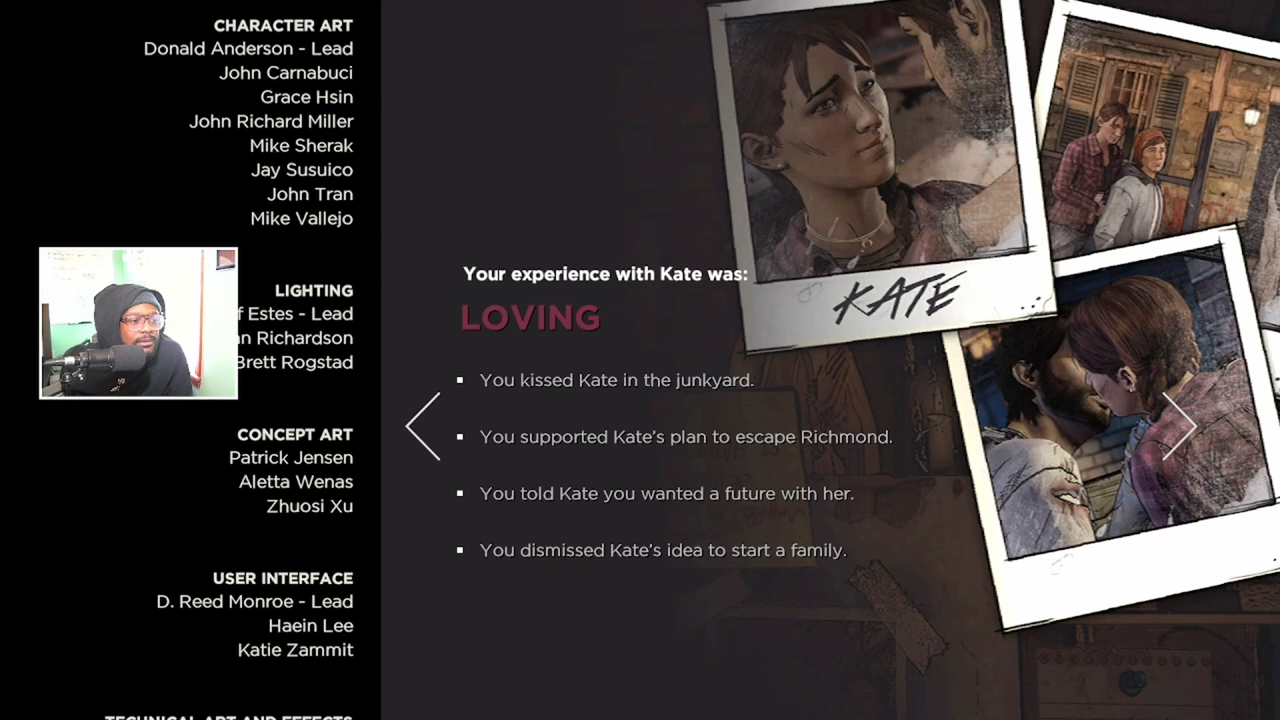 CHARACTER ART
Donald Anderson - Lead
John Carnabuci
Grace Hsin
John Richard Miller
Mike Sherak
Jay Susuico
John Tran
Mike Vallejo
LIGHTING
Estes - Lead
Richardson
Brett Rogstad
CONCEPT ART
Patrick Jensen
Aletta Wenas
Zhuosi Xu
USER INTERFACE
D. Reed Monroe - Lead
Haein Lee
Katie Zammit
TECHNICAL ART AND EFFECTS
Your experience with Kate was:
LOVING
You kissed Kate in the junkyard.
You supported Kate's plan to escape Richmond.
You told Kate you wanted a future with her.
You dismissed Kate's idea to start a family.
KATE